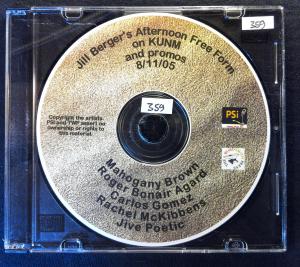 359
Jill Berger's Afternoon Free Form
on KUNM
and promos
8/11/05
359
Copyright the artists.
PSI and TWP assert no
ownership or rights to
this material.
PSi
Mahogany Brown
Roger Bonair Agard
Carlos Gomez
Rachel McKibbens
Jive Poetic